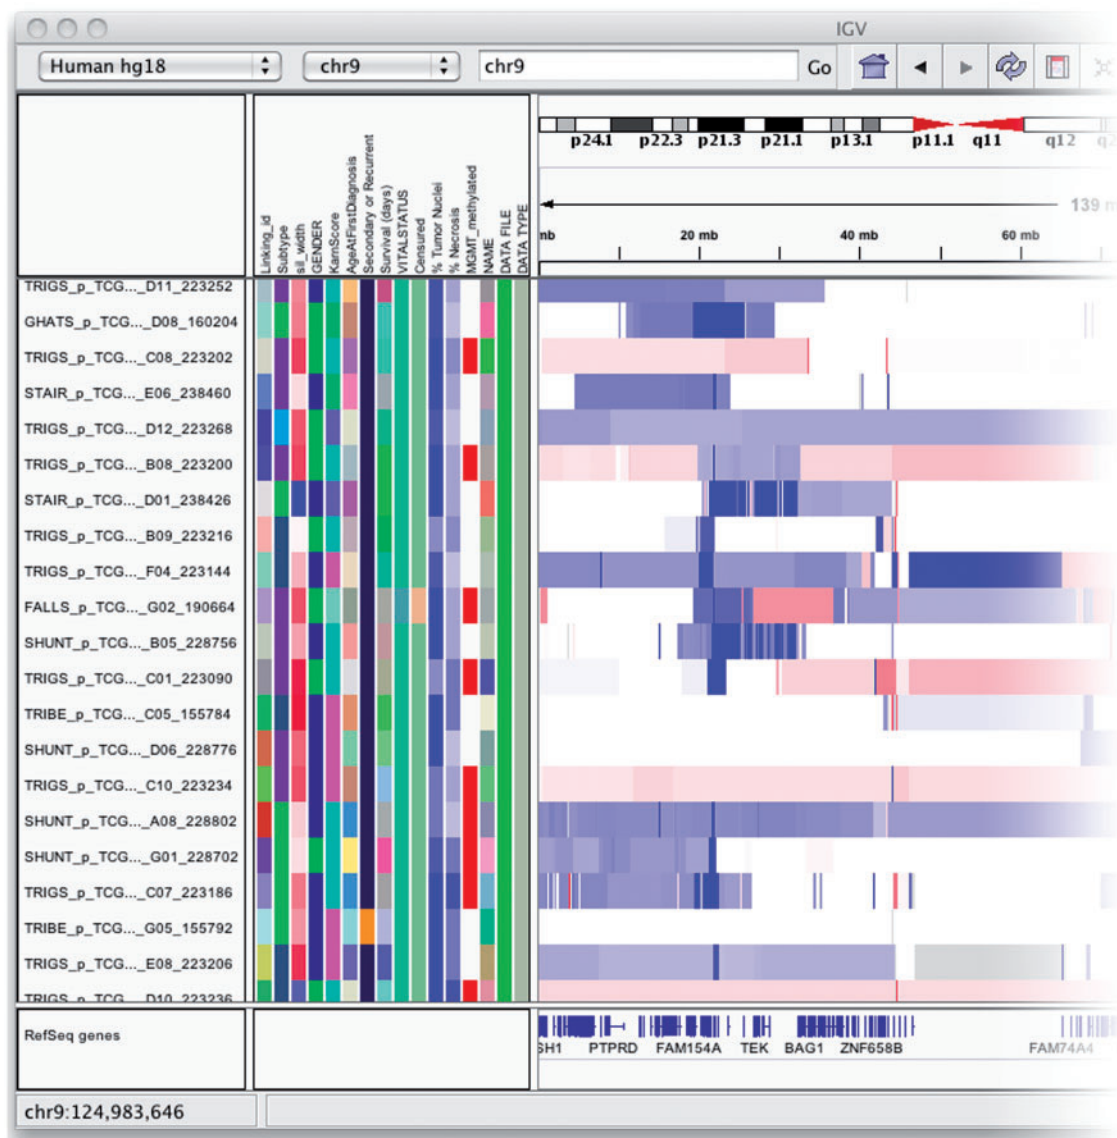 IGV
Human hg18 chr9 chr9 Go
Linking_id
Subtype
sil_width
GENDER
KarnScore
AgeAtFirstDiagnosis
Secondary or Recurrent
Survival (days)
VITALSTATUS
Censured
% Tumor Nuclei
% Necrosis
MGMT_methylated
NAME
DATA FILE
DATA TYPE
p24.1 p22.3 p21.3 p21.1 p13.1 p11.1 q11 q12
139 m
mb 20 mb 40 mb 60 mb
TRIGS_p_TCG..._D11_223252
GHATS_p_TCG..._D08_160204
TRIGS_p_TCG..._C08_223202
STAIR_p_TCG..._E06_238460
TRIGS_p_TCG..._D12_223268
TRIGS_p_TCG..._B08_223200
STAIR_p_TCG..._D01_238426
TRIGS_p_TCG..._B09_223216
TRIGS_p_TCG..._F04_223144
FALLS_p_TCG..._G02_190664
SHUNT_p_TCG..._B05_228756
TRIGS_p_TCG..._C01_223090
TRIBE_p_TCG..._C05_155784
SHUNT_p_TCG..._D06_228776
TRIGS_p_TCG..._C10_223234
SHUNT_p_TCG..._A08_228802
SHUNT_p_TCG..._G01_228702
TRIGS_p_TCG..._C07_223186
TRIBE_p_TCG..._G05_155792
TRIGS_p_TCG..._E08_223206
TRIGS_p_TCG..._D10_223236
RefSeq genes
SH1 PTPRD FAM154A TEK BAG1 ZNF658B FAM74A4
chr9:124,983,646